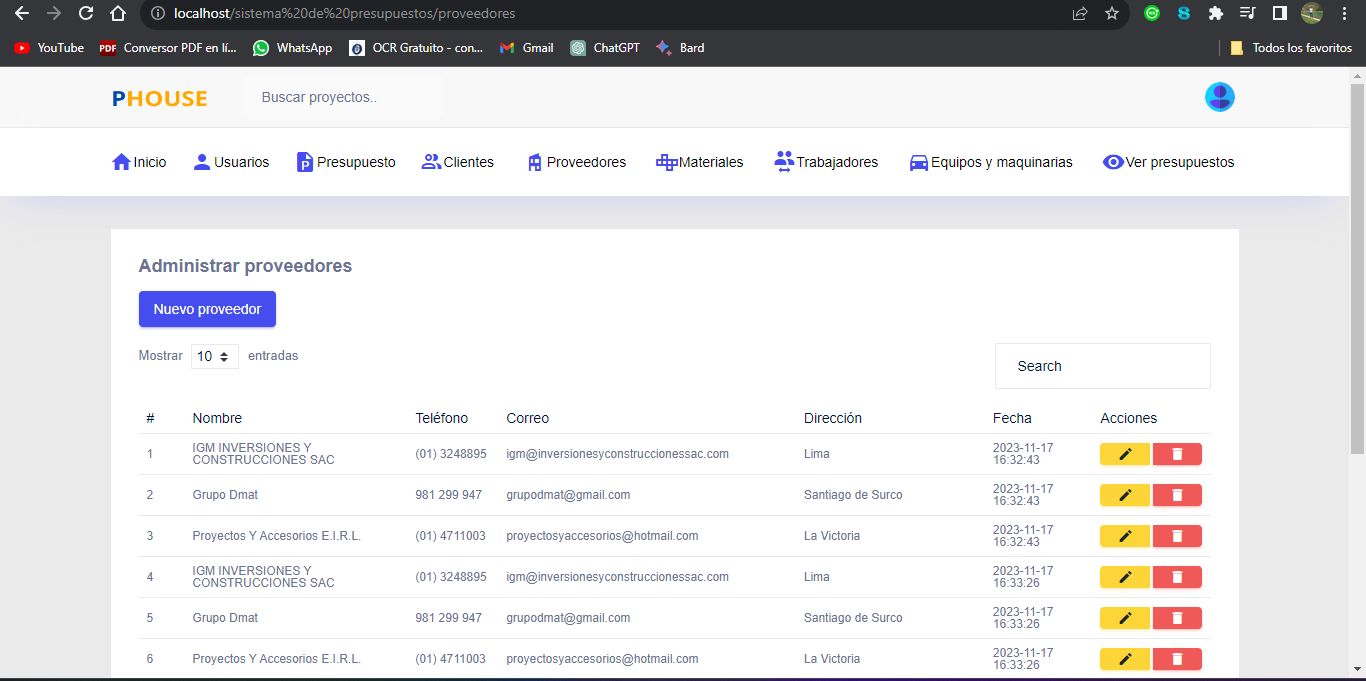 localhost/sistema%20de%20presupuestos/proveedores
YouTube PDF Conversor PDF en lí... WhatsApp OCR Gratuito - con... Gmail ChatGPT Bard Todos los favoritos
PHOUSE Buscar proyectos..
Inicio Usuarios Presupuesto Clientes Proveedores Materiales Trabajadores Equipos y maquinarias Ver presupuestos
Administrar proveedores
Nuevo proveedor
Mostrar 10 entradas Search
# Nombre Teléfono Correo Dirección Fecha Acciones
1 IGM INVERSIONES Y CONSTRUCCIONES SAC (01) 3248895 igm@inversionesyconstruccionessac.com Lima 2023-11-17 16:32:43
2 Grupo Dmat 981 299 947 grupodmat@gmail.com Santiago de Surco 2023-11-17 16:32:43
3 Proyectos Y Accesorios E.I.R.L. (01) 4711003 proyectosyaccesorios@hotmail.com La Victoria 2023-11-17 16:32:43
4 IGM INVERSIONES Y CONSTRUCCIONES SAC (01) 3248895 igm@inversionesyconstruccionessac.com Lima 2023-11-17 16:33:26
5 Grupo Dmat 981 299 947 grupodmat@gmail.com Santiago de Surco 2023-11-17 16:33:26
6 Proyectos Y Accesorios E.I.R.L. (01) 4711003 proyectosyaccesorios@hotmail.com La Victoria 2023-11-17 16:33:26